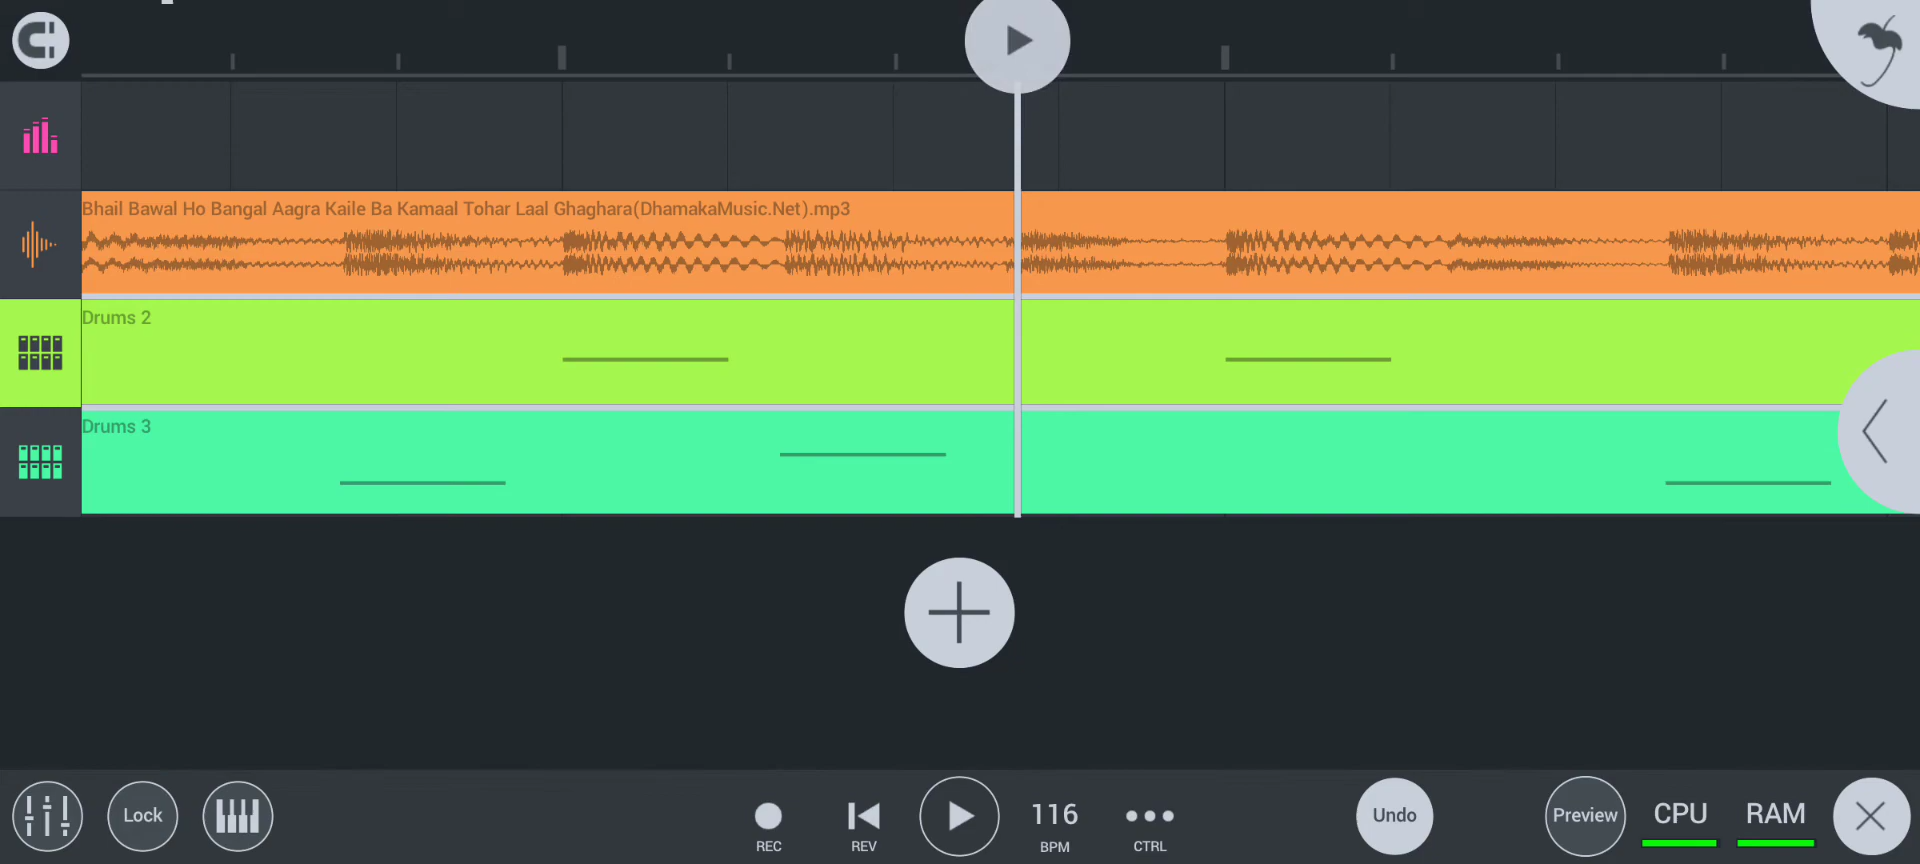 Bhail Bawal Ho Bangal Aagra Kaile Ba Kamaal Tohar Laal Ghaghara(DhamakaMusic.Net).mp3
Drums 2
Drums 3
Lock
REC
REV
116
BPM
CTRL
Undo
Preview
CPU
RAM